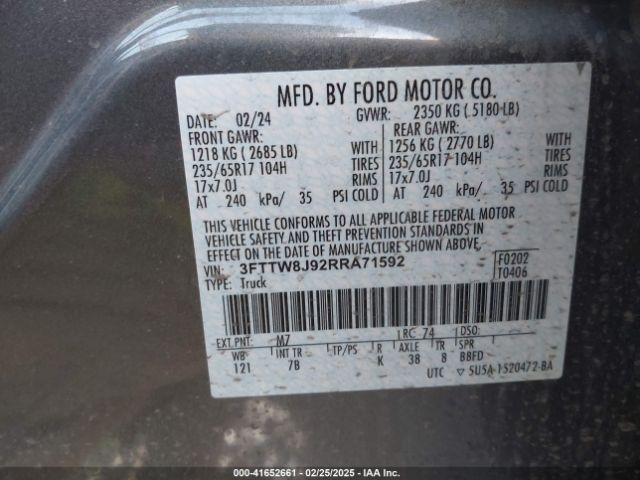 MFD. BY FORD MOTOR CO.
DATE: 02/24 GVWR: 2350 KG ( 5180 LB)
FRONT GAWR: REAR GAWR:
1218 KG ( 2685 LB) WITH 1256 KG ( 2770 LB) WITH
235/65R17 104H TIRES 235/65R17 104H TIRES
17x7.0J RIMS 17x7.0J RIMS
AT 240 kPa/ 35 PSI COLD AT 240 kPa/ 35 PSI COLD
THIS VEHICLE CONFORMS TO ALL APPLICABLE FEDERAL MOTOR
VEHICLE SAFETY AND THEFT PREVENTION STANDARDS IN
EFFECT ON THE DATE OF MANUFACTURE SHOWN ABOVE.
VIN: 3FTTW8J92RRA71592 F0202
TYPE: Truck T0406
EXT PNT: M7 RC: 74 DSO:
WB INT TR TP/PS R AXLE TR SPR
121 7B K 38 8 BBFD
UTC ▽ 5U5A-1520472-BA
000-41652661 - 02/25/2025 - IAA Inc.